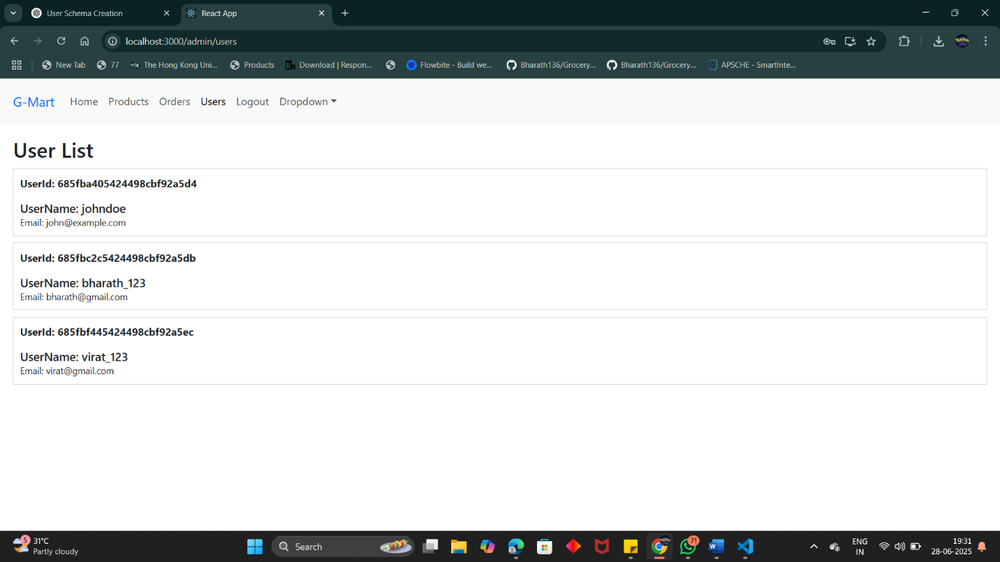 User Schema Creation
React App
localhost:3000/admin/users
New Tab
77
edX
The Hong Kong Uni...
Products
Download | Respon...
Flowbite - Build we...
Bharath136/Grocery...
Bharath136/Grocery...
APSCHE - SmartInte...
G-Mart
Home
Products
Orders
Users
Logout
Dropdown
User List
UserId: 685fba405424498cbf92a5d4
UserName: johndoe
Email: john@example.com
UserId: 685fbc2c5424498cbf92a5db
UserName: bharath_123
Email: bharath@gmail.com
UserId: 685fbf445424498cbf92a5ec
UserName: virat_123
Email: virat@gmail.com
5
31°C
Partly cloudy
Search
71
ENG
IN
19:31
28-06-2025